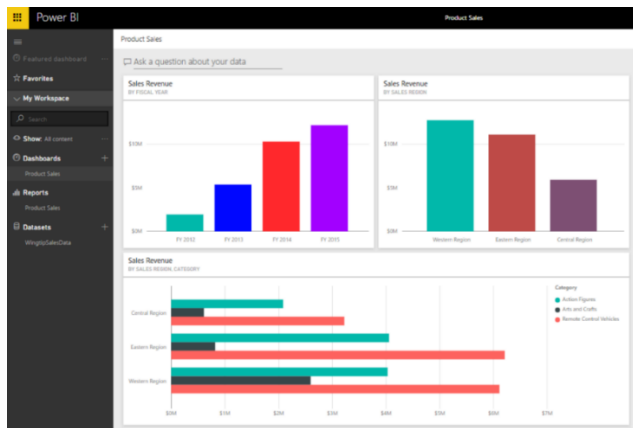 Power BI
Product Sales
Product Sales
Featured dashboard
Favorites
My Workspace
Search
Show: All content
Dashboards
Product Sales
Reports
Product Sales
Datasets
WingtipSalesData
Ask a question about your data
Sales Revenue
BY FISCAL YEAR
$10M
$5M
$0M
FY 2012 FY 2013 FY 2014 FY 2015
Sales Revenue
BY SALES REGION
$10M
$5M
$0M
Western Region Eastern Region Central Region
Sales Revenue
BY SALES REGION, CATEGORY
Central Region
Eastern Region
Western Region
$0M $1M $2M $3M $4M $5M $6M $7M
Category
Action Figures
Arts and Crafts
Remote Control Vehicles